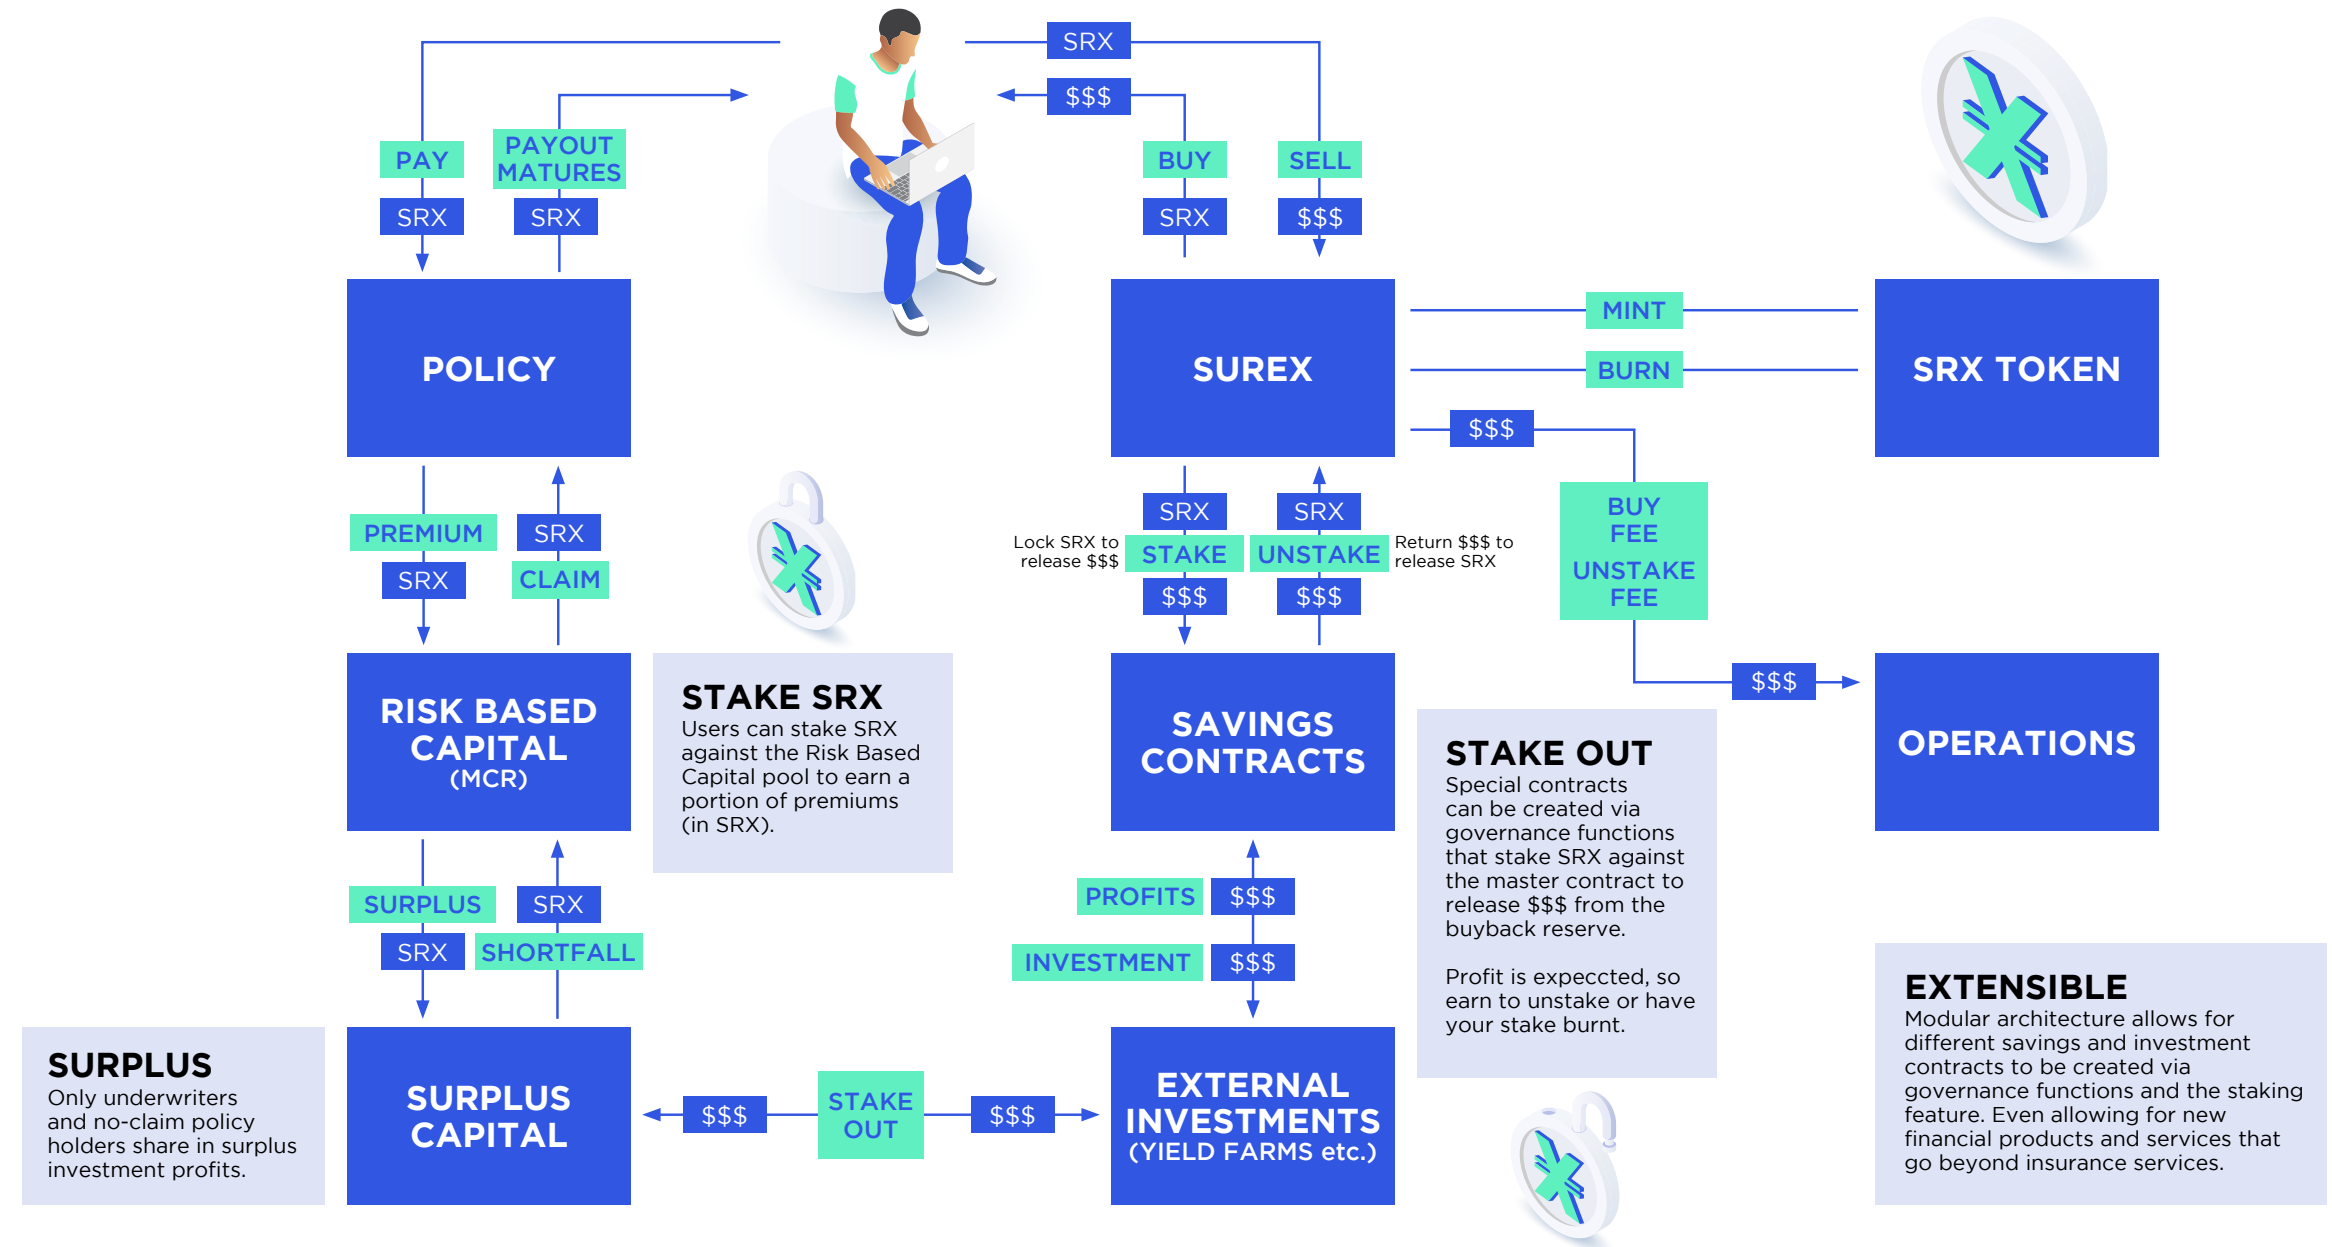 SRX
$$$
PAY
PAYOUT
MATURES
BUY
SELL
SRX
SRX
SRX
$$$
POLICY
SUREX
MINT
BURN
SRX TOKEN
$$$
PREMIUM
SRX
SRX
CLAIM
Lock SRX to
release $$$
SRX
STAKE
$$$
SRX
UNSTAKE
$$$
Return $$$ to
release SRX
BUY
FEE
UNSTAKE
FEE
$$$
RISK BASED
CAPITAL
(MCR)
STAKE SRX
Users can stake SRX
against the Risk Based
Capital pool to earn a
portion of premiums
(in SRX).
SAVINGS
CONTRACTS
STAKE OUT
Special contracts
can be created via
governance functions
that stake SRX against
the master contract to
release $$$ from the
buyback reserve.
Profit is expeccted, so
earn to unstake or have
your stake burnt.
OPERATIONS
SURPLUS
SRX
SRX
SHORTFALL
PROFITS
$$$
INVESTMENT
$$$
SURPLUS
Only underwriters
and no-claim policy
holders share in surplus
investment profits.
SURPLUS
CAPITAL
$$$
STAKE
OUT
$$$
EXTERNAL
INVESTMENTS
(YIELD FARMS etc.)
EXTENSIBLE
Modular architecture allows for
different savings and investment
contracts to be created via
governance functions and the staking
feature. Even allowing for new
financial products and services that
go beyond insurance services.